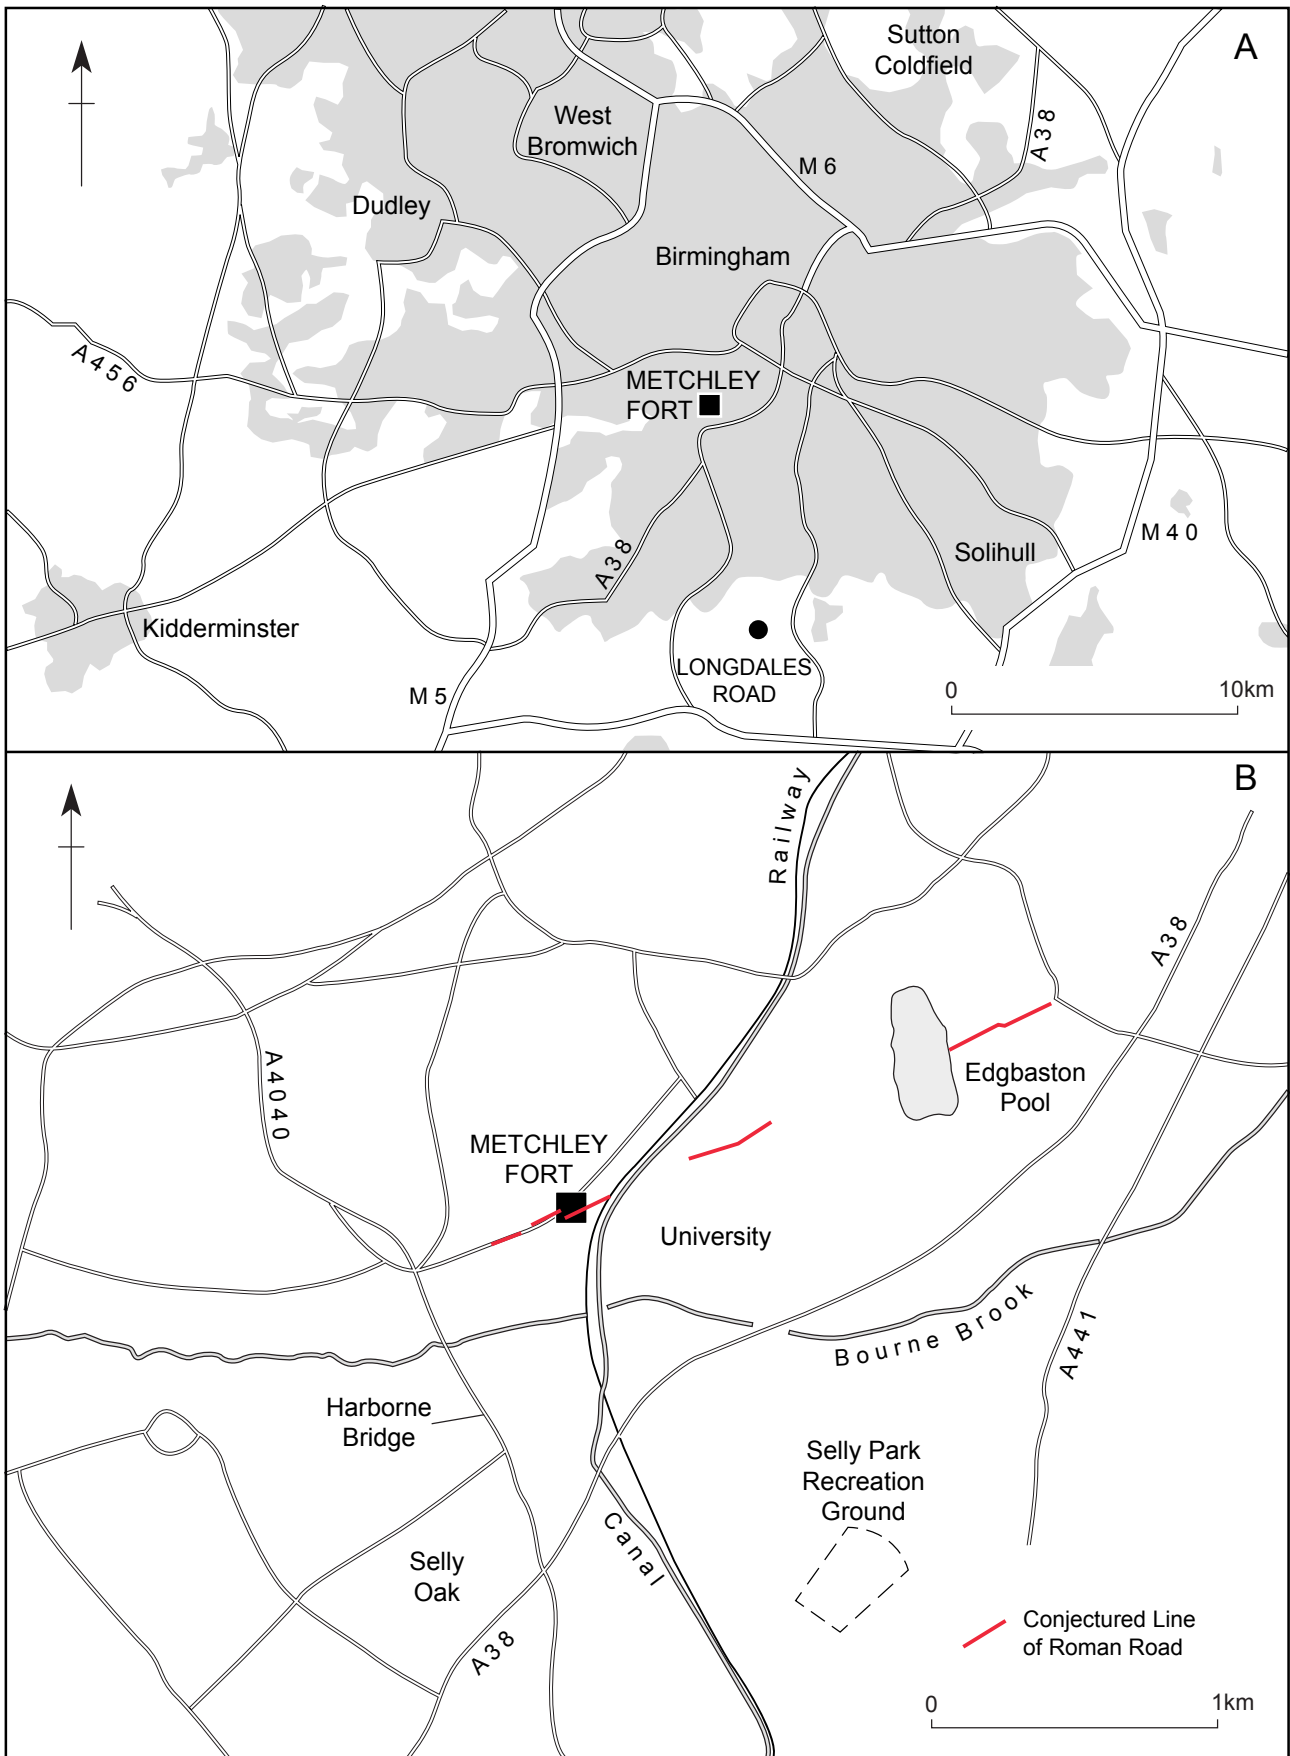 A
Sutton
Coldfield
West
Bromwich
A38
M6
Dudley
Birmingham
A456
METCHLEY
FORT
A38
M40
Solihull
Kidderminster
LONGDALES
ROAD
M5
0 10km
B
Railway
A38
A4040
Edgbaston
Pool
METCHLEY
FORT
University
Bourne Brook
A441
Harborne
Bridge
Selly Park
Recreation
Ground
Canal
Selly
Oak
A38
Conjectured Line
of Roman Road
0 1km